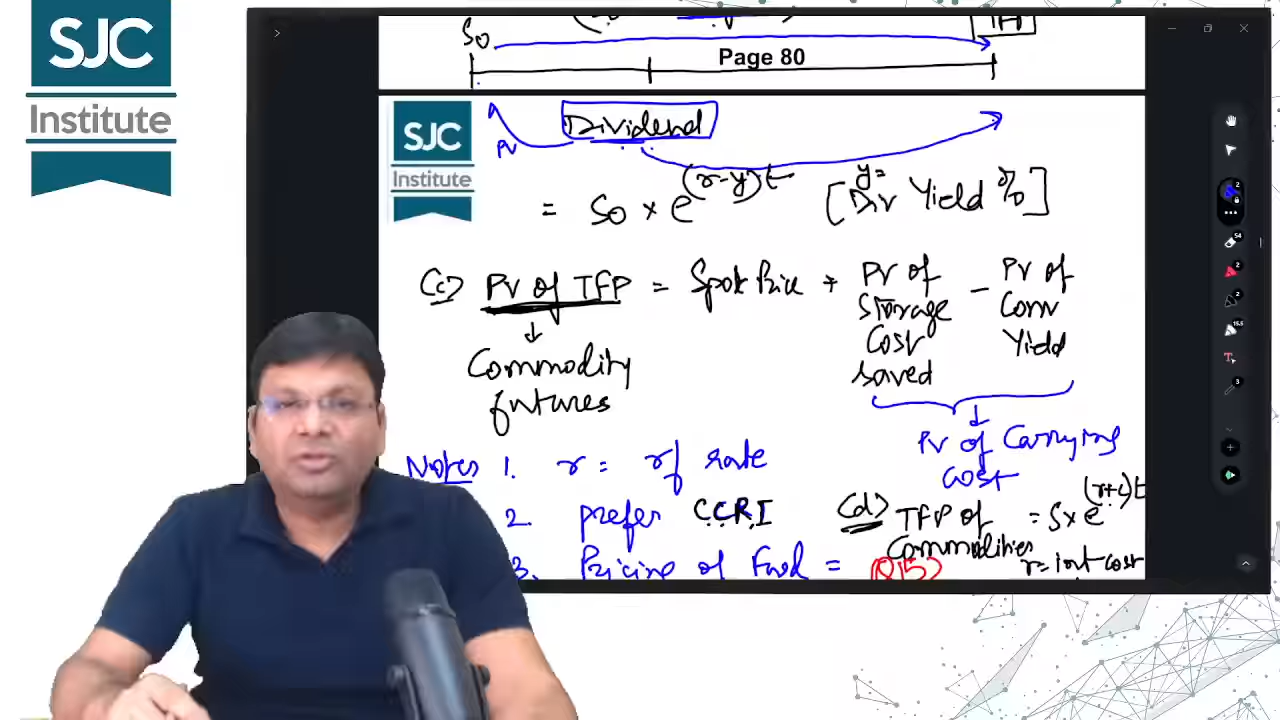 SJC
Institute
S0
TH
Page 80
SJC
Institute
Dividend
PV
= S0 × e^(r-y)t [y= Div Yield %]
(c) PV of TFP = Spot Price + PV of Storage Cost Saved - PV of Conv Yield
↓
Commodity
futures
↓
PV of Carrying
Cost
Notes 1. r = rf rate
2. prefer CCRI
(d) TFP of Commodities = S × e^(r+c)t
r = int cost
3. Pricing of Fwd = Q15